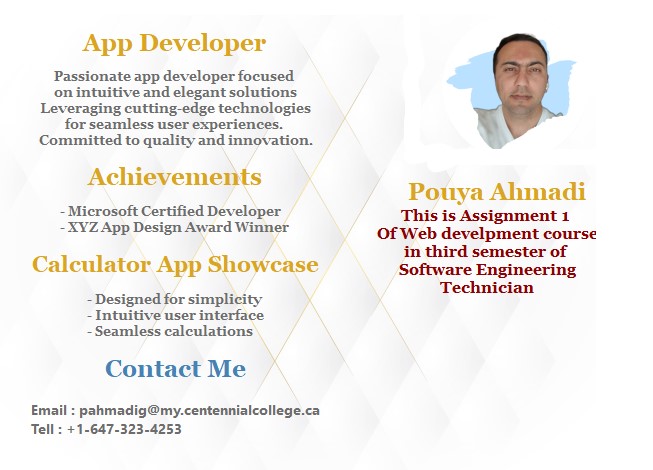 App Developer
Passionate app developer focused
on intuitive and elegant solutions
Leveraging cutting-edge technologies
for seamless user experiences.
Committed to quality and innovation.
Achievements
- Microsoft Certified Developer
- XYZ App Design Award Winner
Calculator App Showcase
- Designed for simplicity
- Intuitive user interface
- Seamless calculations
Contact Me
Email : pahmadig@my.centennialcollege.ca
Tell : +1-647-323-4253
Pouya Ahmadi
This is Assignment 1
Of Web develpment course
in third semester of
Software Engineering
Technician